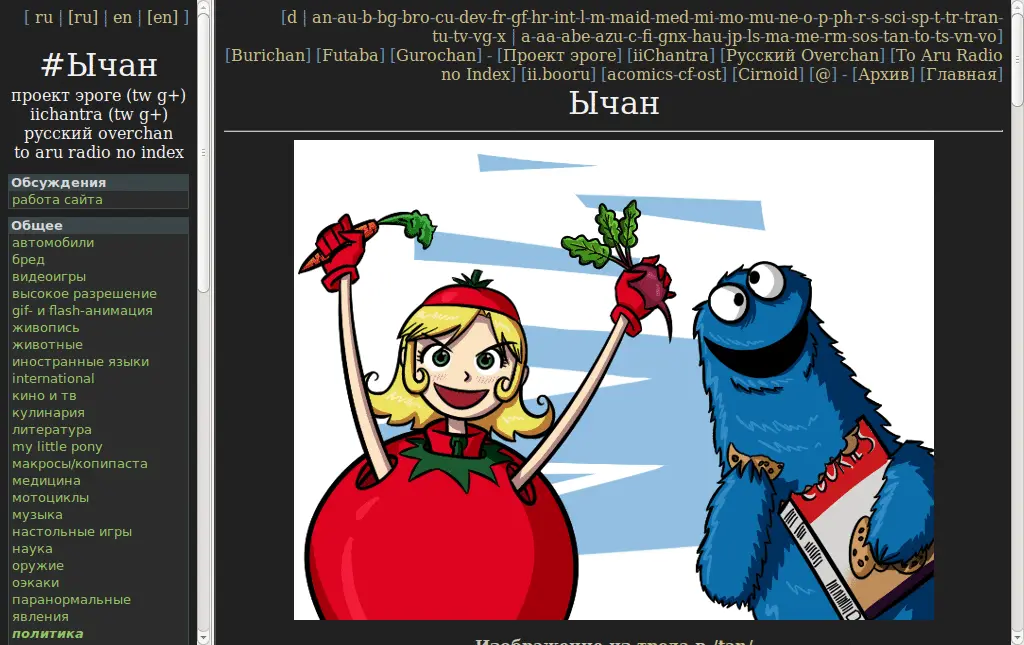 [ ru | [ru] | en | [en] ]
#Ычан
проект эроге (tw g+)
iichantra (tw g+)
русский overchan
to aru radio no index
Обсуждения
работа сайта
Общее
автомобили
бред
видеоигры
высокое разрешение
gif- и flash-анимация
живопись
животные
иностранные языки
international
кино и тв
кулинария
литература
my little pony
макросы/копипаста
медицина
мотоциклы
музыка
настольные игры
наука
оружие
оэкаки
паранормальные
явления
политика
[d | an-au-b-bg-bro-cu-dev-fr-gf-hr-int-l-m-maid-med-mi-mo-mu-ne-o-p-ph-r-s-sci-sp-t-tr-tran-
tu-tv-vg-x | a-aa-abe-azu-c-fi-gnx-hau-jp-ls-ma-me-rm-sos-tan-to-ts-vn-vo]
[Burichan] [Futaba] [Gurochan] - [Проект эроге] [iiChantra] [Русский Overchan] [To Aru Radio
no Index] [ii.booru] [acomics-cf-ost] [Cirnoid] [@] - [Архив] [Главная]
Ычан
COOKIES
Изображение из треда в /tan/